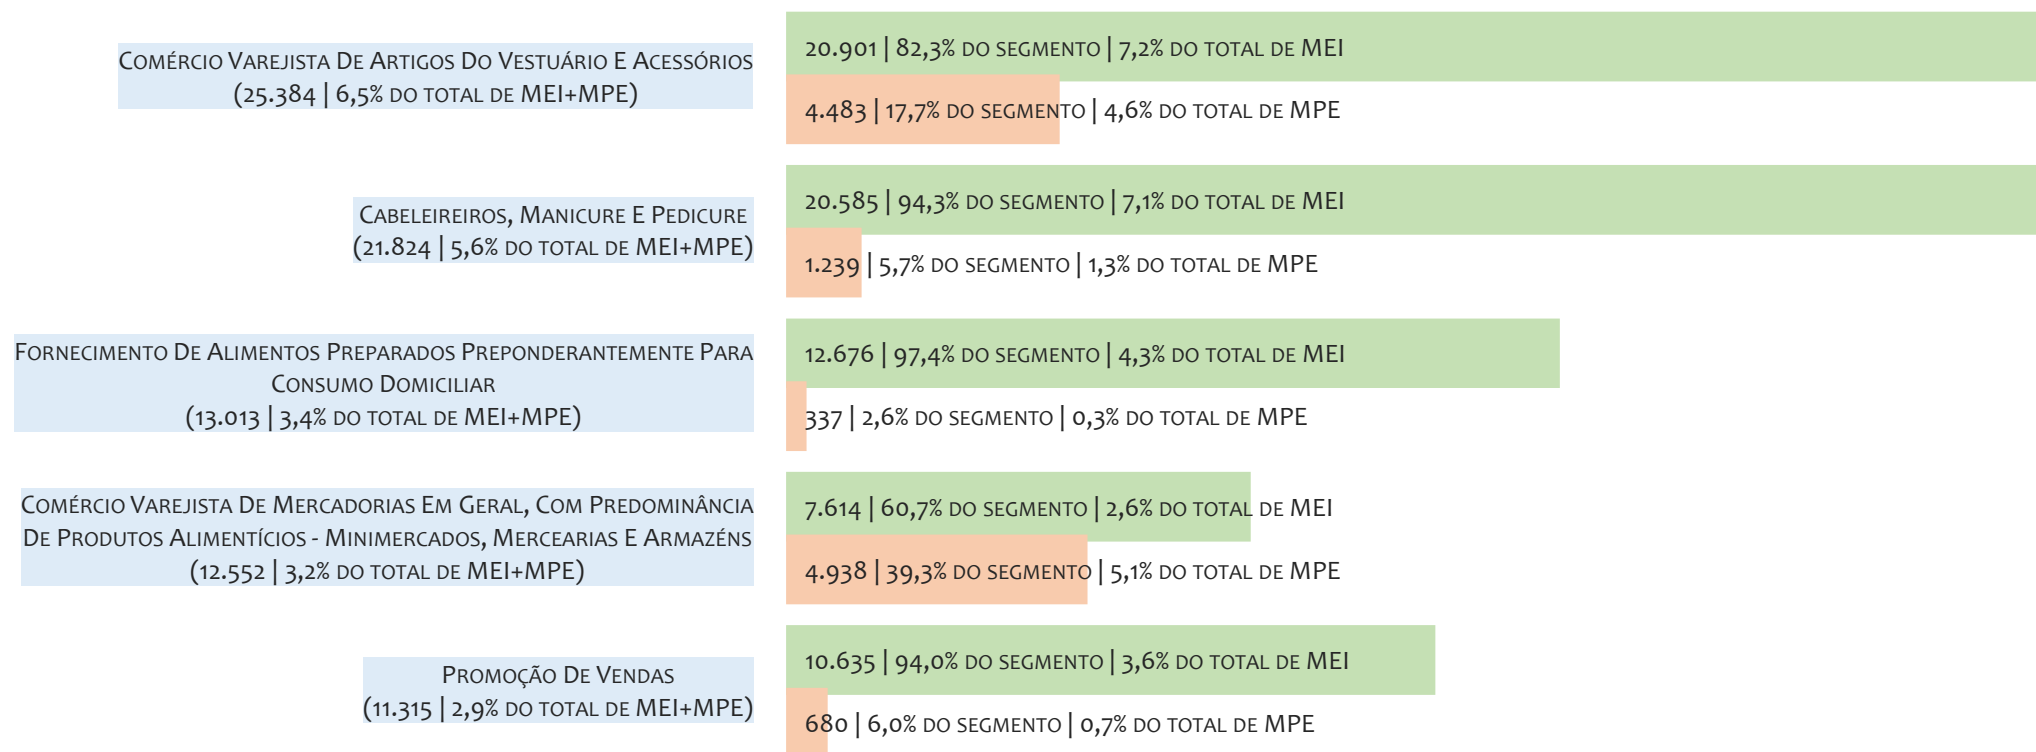 Comércio Varejista De Artigos Do Vestuário E Acessórios
(25.384 | 6,5% do total de MEI+MPE)
20.901 | 82,3% do segmento | 7,2% do total de MEI
4.483 | 17,7% do segmento | 4,6% do total de MPE
Cabeleireiros, Manicure E Pedicure
(21.824 | 5,6% do total de MEI+MPE)
20.585 | 94,3% do segmento | 7,1% do total de MEI
1.239 | 5,7% do segmento | 1,3% do total de MPE
Fornecimento De Alimentos Preparados Preponderantemente Para
Consumo Domiciliar
(13.013 | 3,4% do total de MEI+MPE)
12.676 | 97,4% do segmento | 4,3% do total de MEI
337 | 2,6% do segmento | 0,3% do total de MPE
Comércio Varejista De Mercadorias Em Geral, Com Predominância
De Produtos Alimentícios - Minimercados, Mercearias E Armazéns
(12.552 | 3,2% do total de MEI+MPE)
7.614 | 60,7% do segmento | 2,6% do total de MEI
4.938 | 39,3% do segmento | 5,1% do total de MPE
Promoção De Vendas
(11.315 | 2,9% do total de MEI+MPE)
10.635 | 94,0% do segmento | 3,6% do total de MEI
680 | 6,0% do segmento | 0,7% do total de MPE